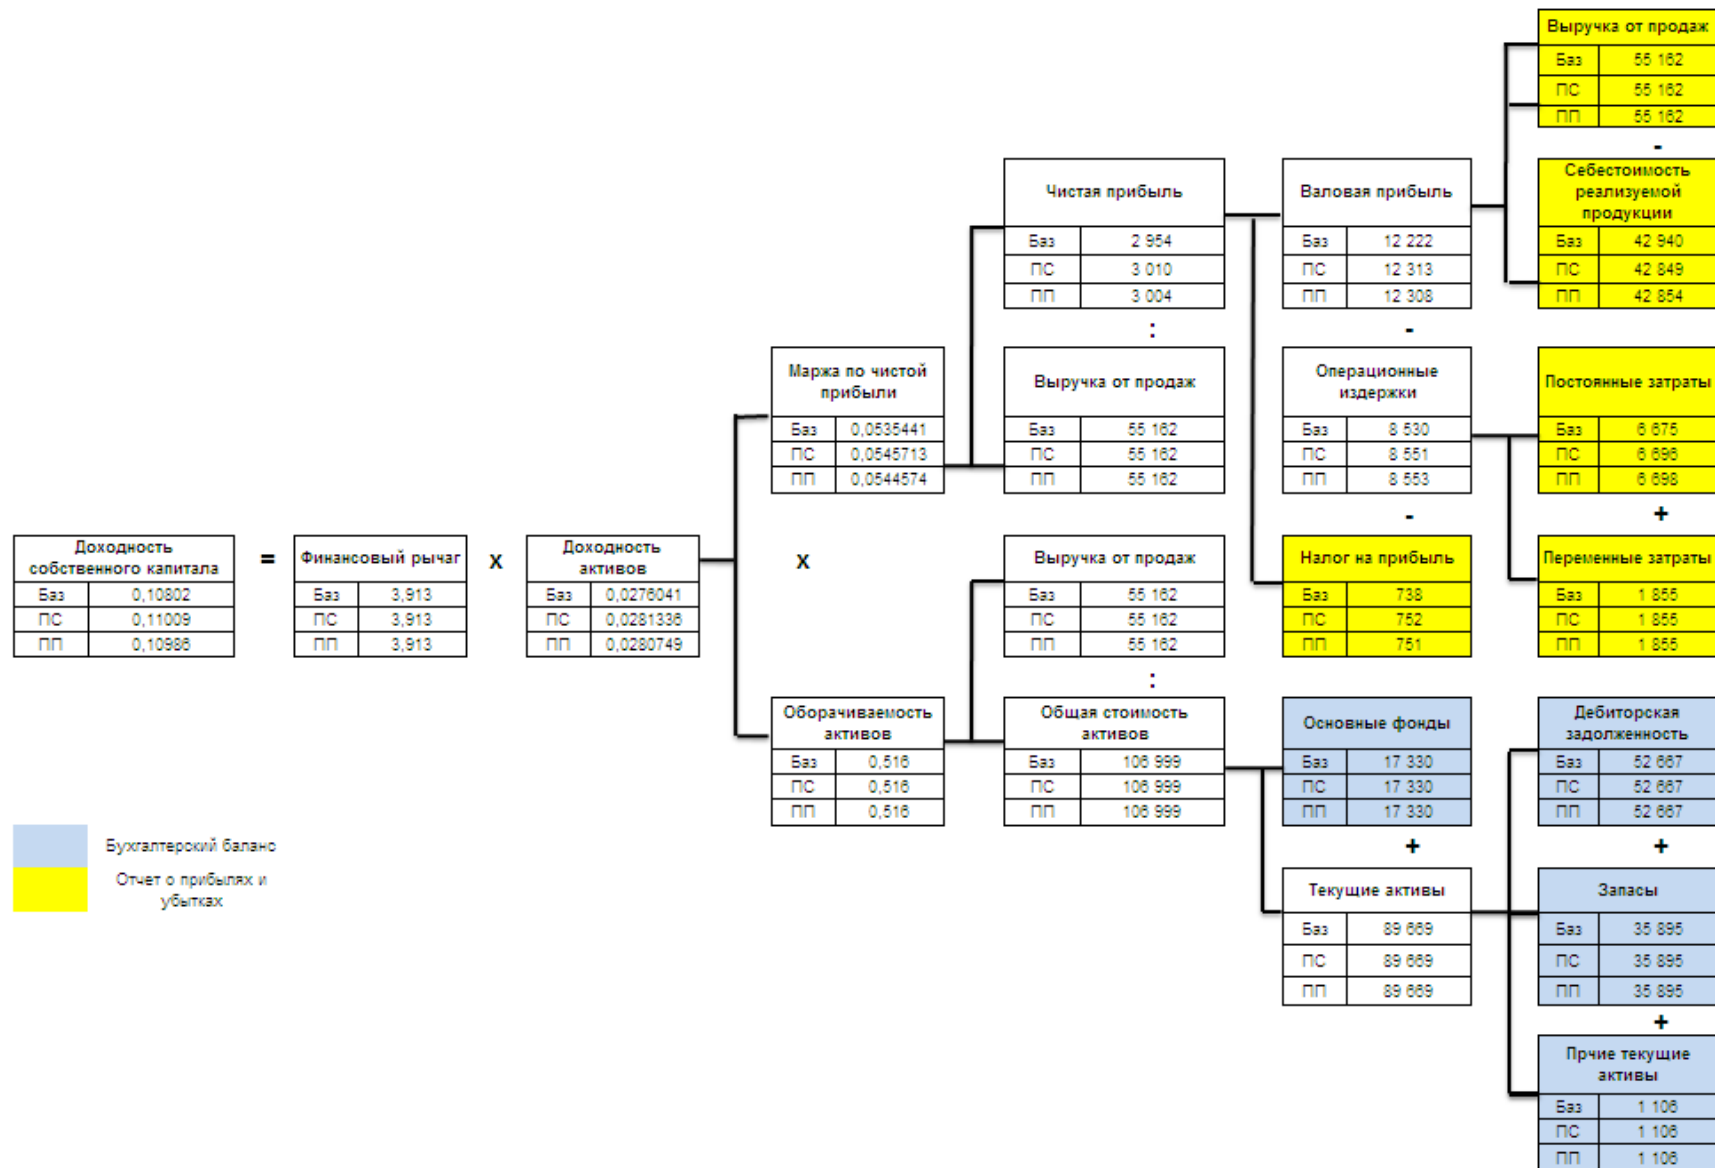 Выручка от продаж
Баз 55 162
ПС 55 162
ПП 55 162
-
Чистая прибыль
Баз 2 954
ПС 3 010
ПП 3 004
:
Валовая прибыль
Баз 12 222
ПС 12 313
ПП 12 308
-
Себестоимость
реализуемой
продукции
Баз 42 940
ПС 42 849
ПП 42 854
Маржа по чистой
прибыли
Баз 0,0535441
ПС 0,0545713
ПП 0,0544574
Выручка от продаж
Баз 55 162
ПС 55 162
ПП 55 162
Операционные
издержки
Баз 8 530
ПС 8 551
ПП 8 553
-
Постоянные затраты
Баз 6 675
ПС 6 696
ПП 6 698
+
Доходность
собственного капитала
Баз 0,10802
ПС 0,11009
ПП 0,10986
=
Финансовый рычаг
Баз 3,913
ПС 3,913
ПП 3,913
X
Доходность
активов
Баз 0,0276041
ПС 0,0281336
ПП 0,0280749
X
Выручка от продаж
Баз 55 162
ПС 55 162
ПП 55 162
:
Налог на прибыль
Баз 738
ПС 752
ПП 751
Переменные затраты
Баз 1 855
ПС 1 855
ПП 1 855
Оборачиваемость
активов
Баз 0,516
ПС 0,516
ПП 0,516
Общая стоимость
активов
Баз 106 999
ПС 106 999
ПП 106 999
Основные фонды
Баз 17 330
ПС 17 330
ПП 17 330
+
Дебиторская
задолженность
Баз 52 667
ПС 52 667
ПП 52 667
+
Бухгалтерский баланс
Отчет о прибылях и
убытках
Текущие активы
Баз 89 669
ПС 89 669
ПП 89 669
Запасы
Баз 35 895
ПС 35 895
ПП 35 895
+
Прчие текущие
активы
Баз 1 106
ПС 1 106
ПП 1 106